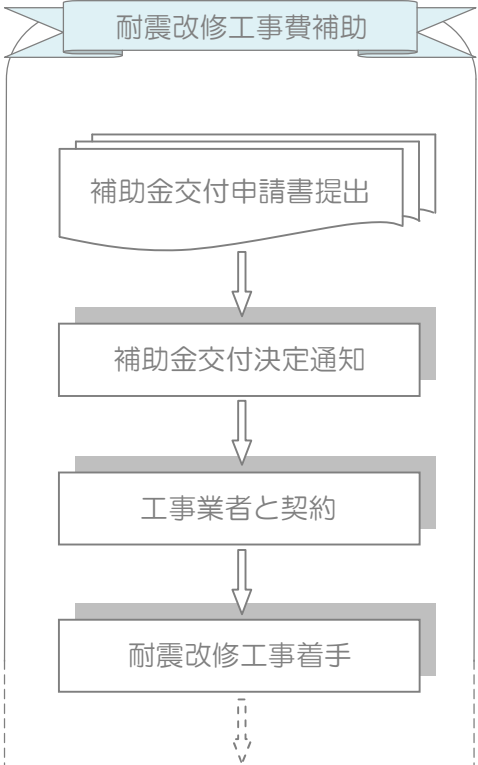 耐震改修工事費補助
補助金交付申請書提出
補助金交付決定通知
工事業者と契約
耐震改修工事着手